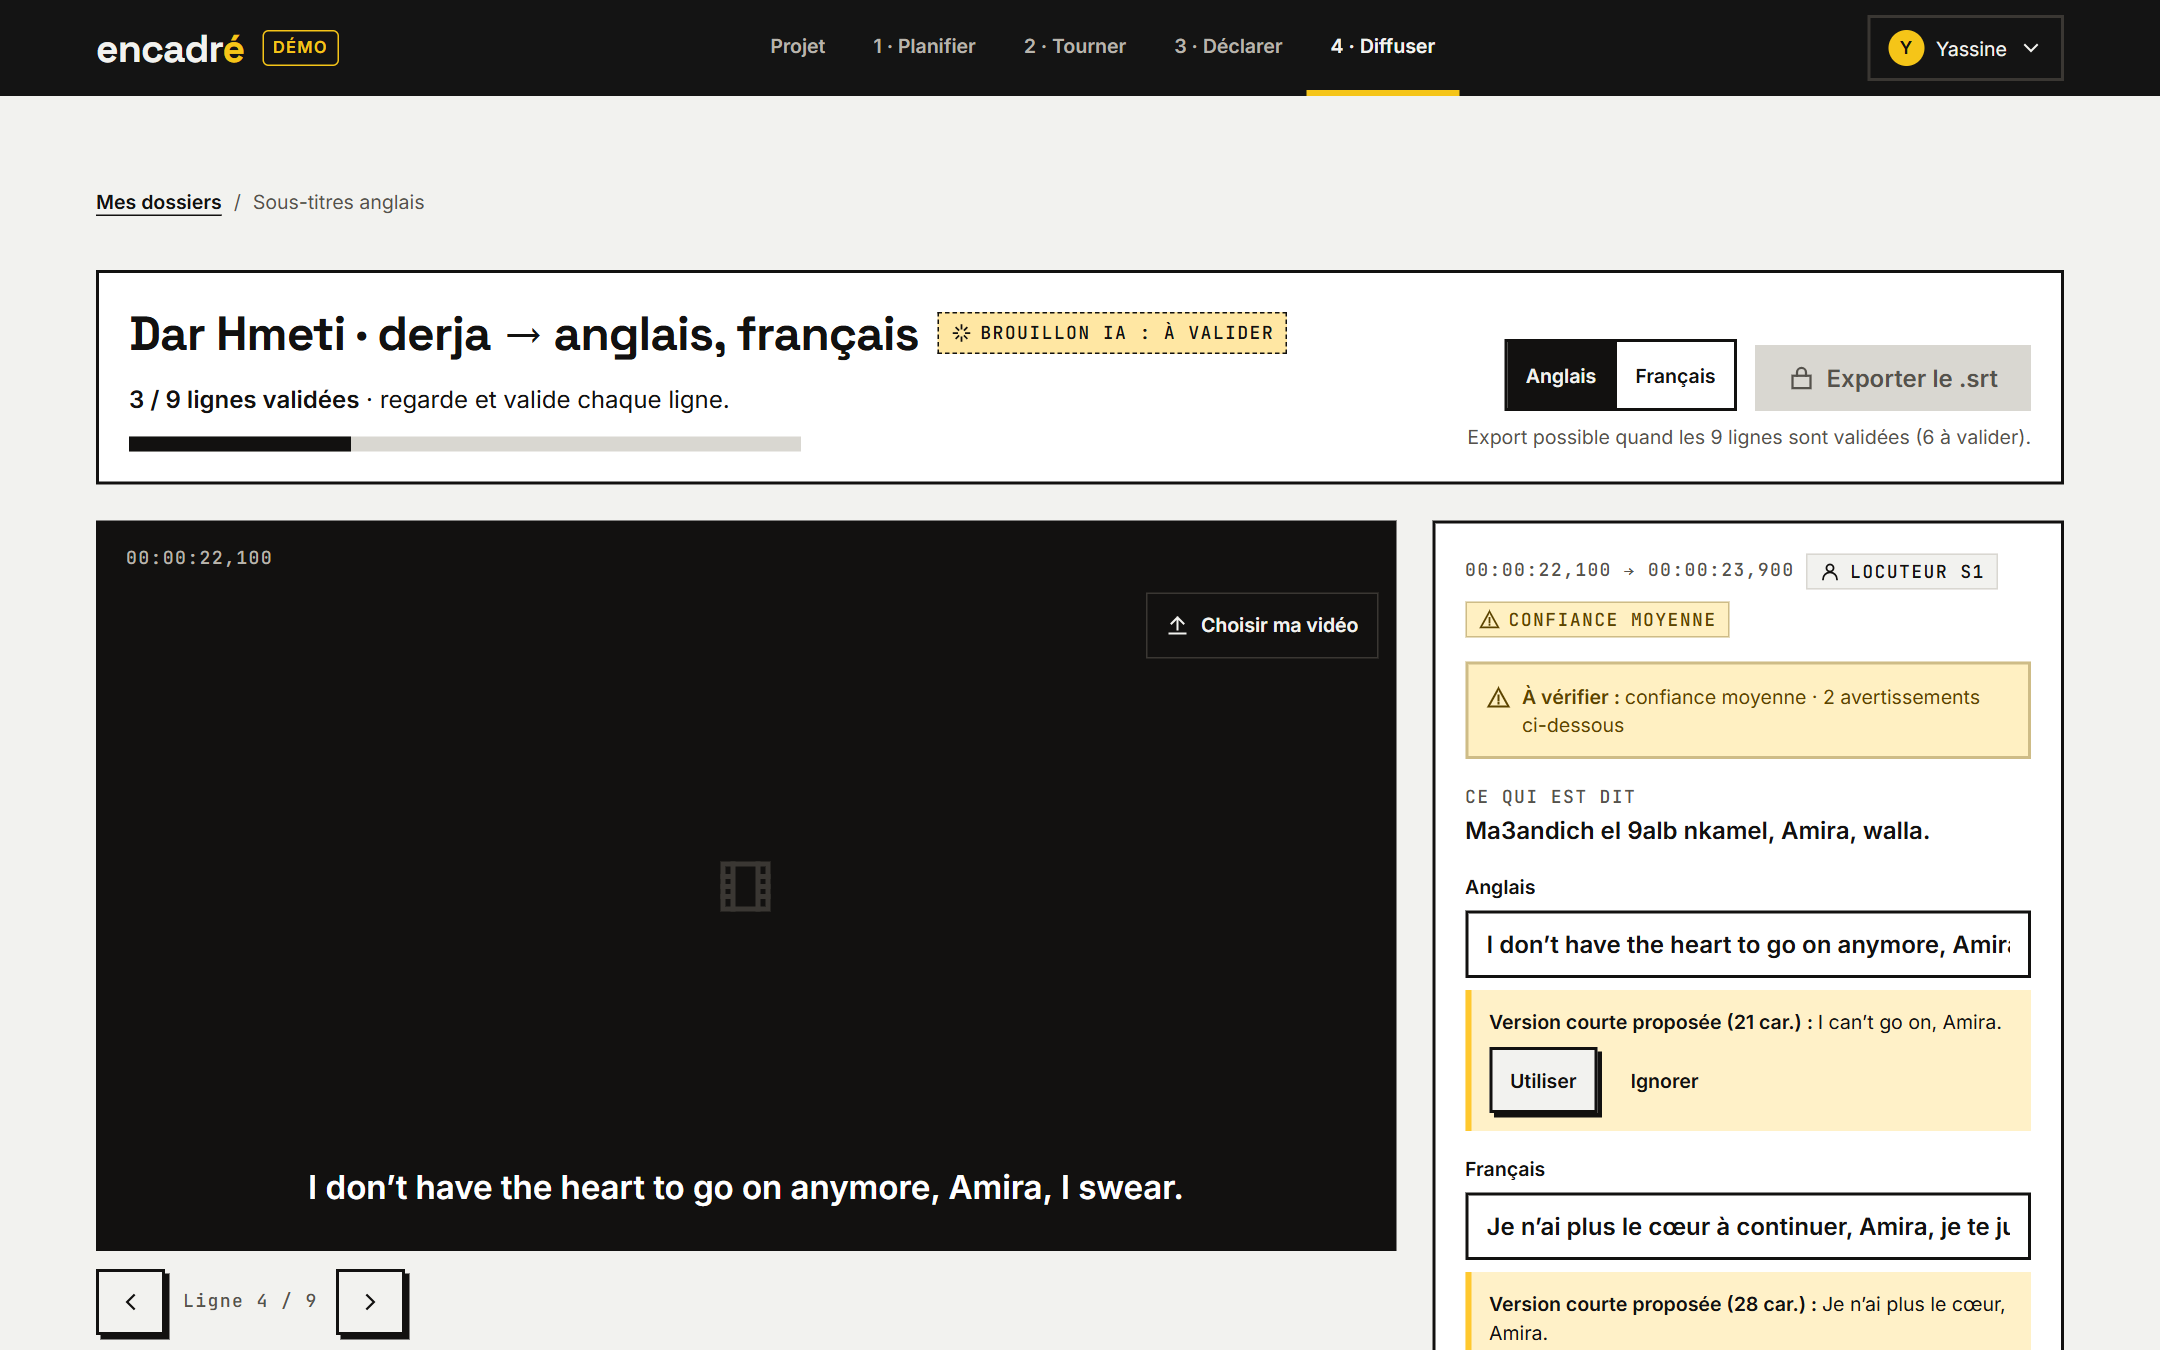 encadré DÉMO Projet 1 · Planifier 2 · Tourner 3 · Déclarer 4 · Diffuser Y Yassine
Mes dossiers / Sous-titres anglais
Dar Hmeti · derja → anglais, français BROUILLON IA : À VALIDER
3 / 9 lignes validées · regarde et valide chaque ligne.
Anglais Français Exporter le .srt
Export possible quand les 9 lignes sont validées (6 à valider).
00:00:22,100
Choisir ma vidéo
I don’t have the heart to go on anymore, Amira, I swear.
Ligne 4 / 9
00:00:22,100 → 00:00:23,900 LOCUTEUR S1
CONFIANCE MOYENNE
À vérifier : confiance moyenne · 2 avertissements
ci-dessous
CE QUI EST DIT
Ma3andich el 9alb nkamel, Amira, walla.
Anglais
I don’t have the heart to go on anymore, Amira
Version courte proposée (21 car.) : I can’t go on, Amira.
Utiliser Ignorer
Français
Je n’ai plus le cœur à continuer, Amira, je te ju
Version courte proposée (28 car.) : Je n’ai plus le cœur,
Amira.